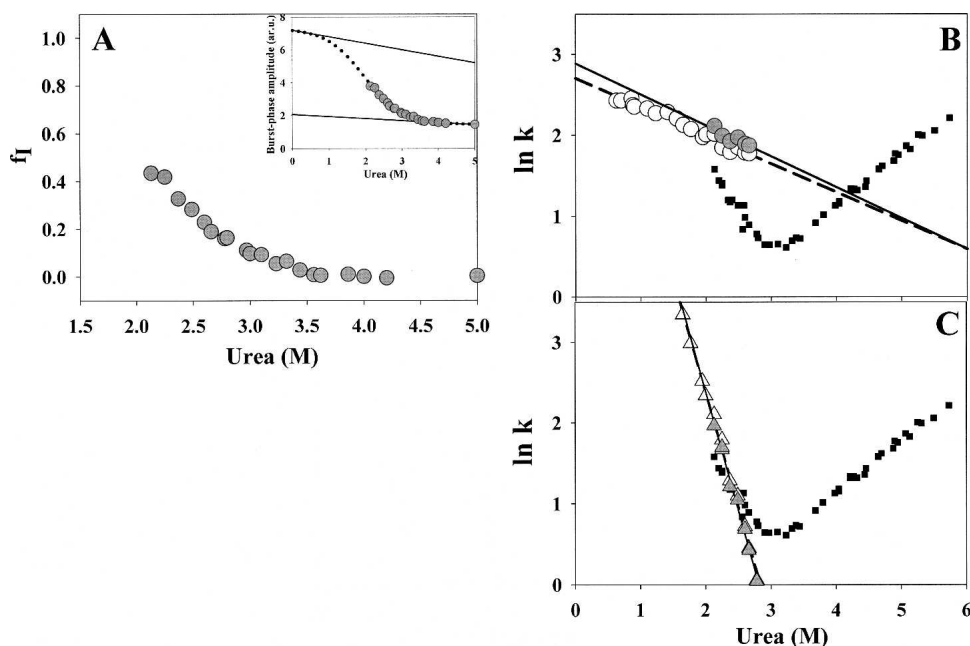 A
1.0
0.8
0.6
0.4
0.2
0.0
f_I
1.5 2.0 2.5 3.0 3.5 4.0 4.5 5.0
Urea (M)
Burst-phase amplitude (ar.u.)
8
6
4
2
0
0 1 2 3 4 5
Urea (M)
B
3
2
1
0
ln k
C
3
2
1
0
ln k
0 1 2 3 4 5 6
Urea (M)